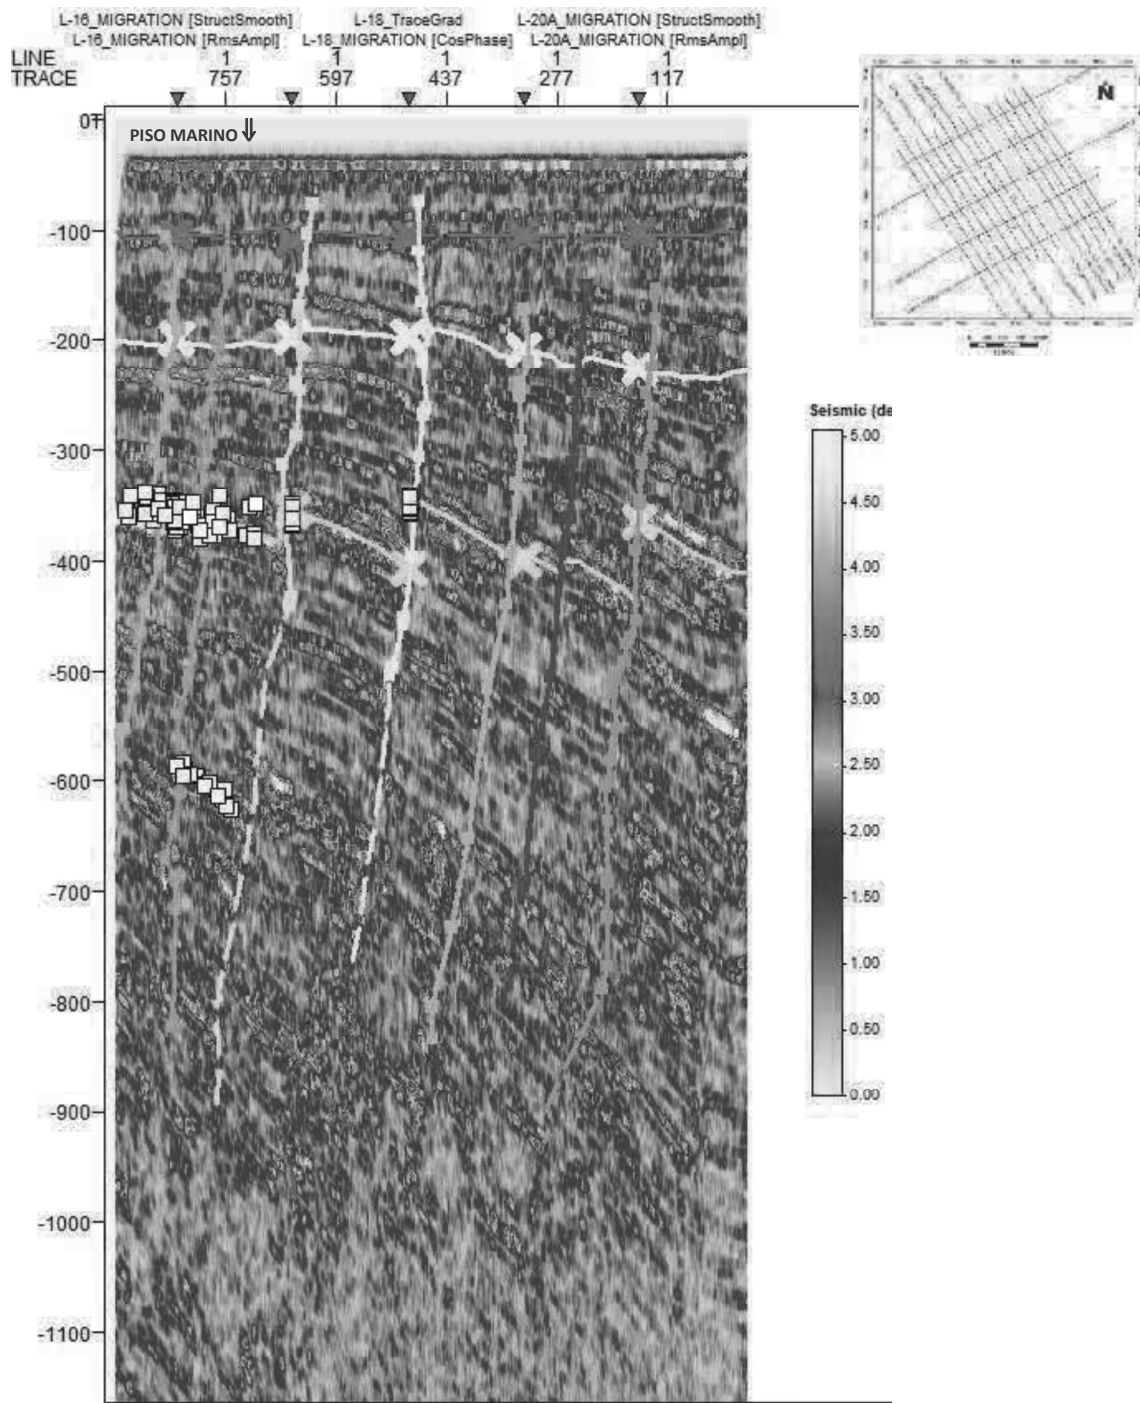 L-16_MIGRATION [StructSmooth] L-18_TraceGrad L-20A_MIGRATION [StructSmooth]
L-16_MIGRATION [RmsAmpl] L-18_MIGRATION [CosPhase] L-20A_MIGRATION [RmsAmpl]
LINE 1 1 1 1 1
TRACE 757 597 437 277 117
0T
PISO MARINO ⇓
N
-100
-200
-300
Seismic (de
5.00
4.50
-400
4.00
3.50
-500
3.00
2.50
-600
2.00
-700
1.50
1.00
-800
0.50
0.00
-900
-1000
-1100